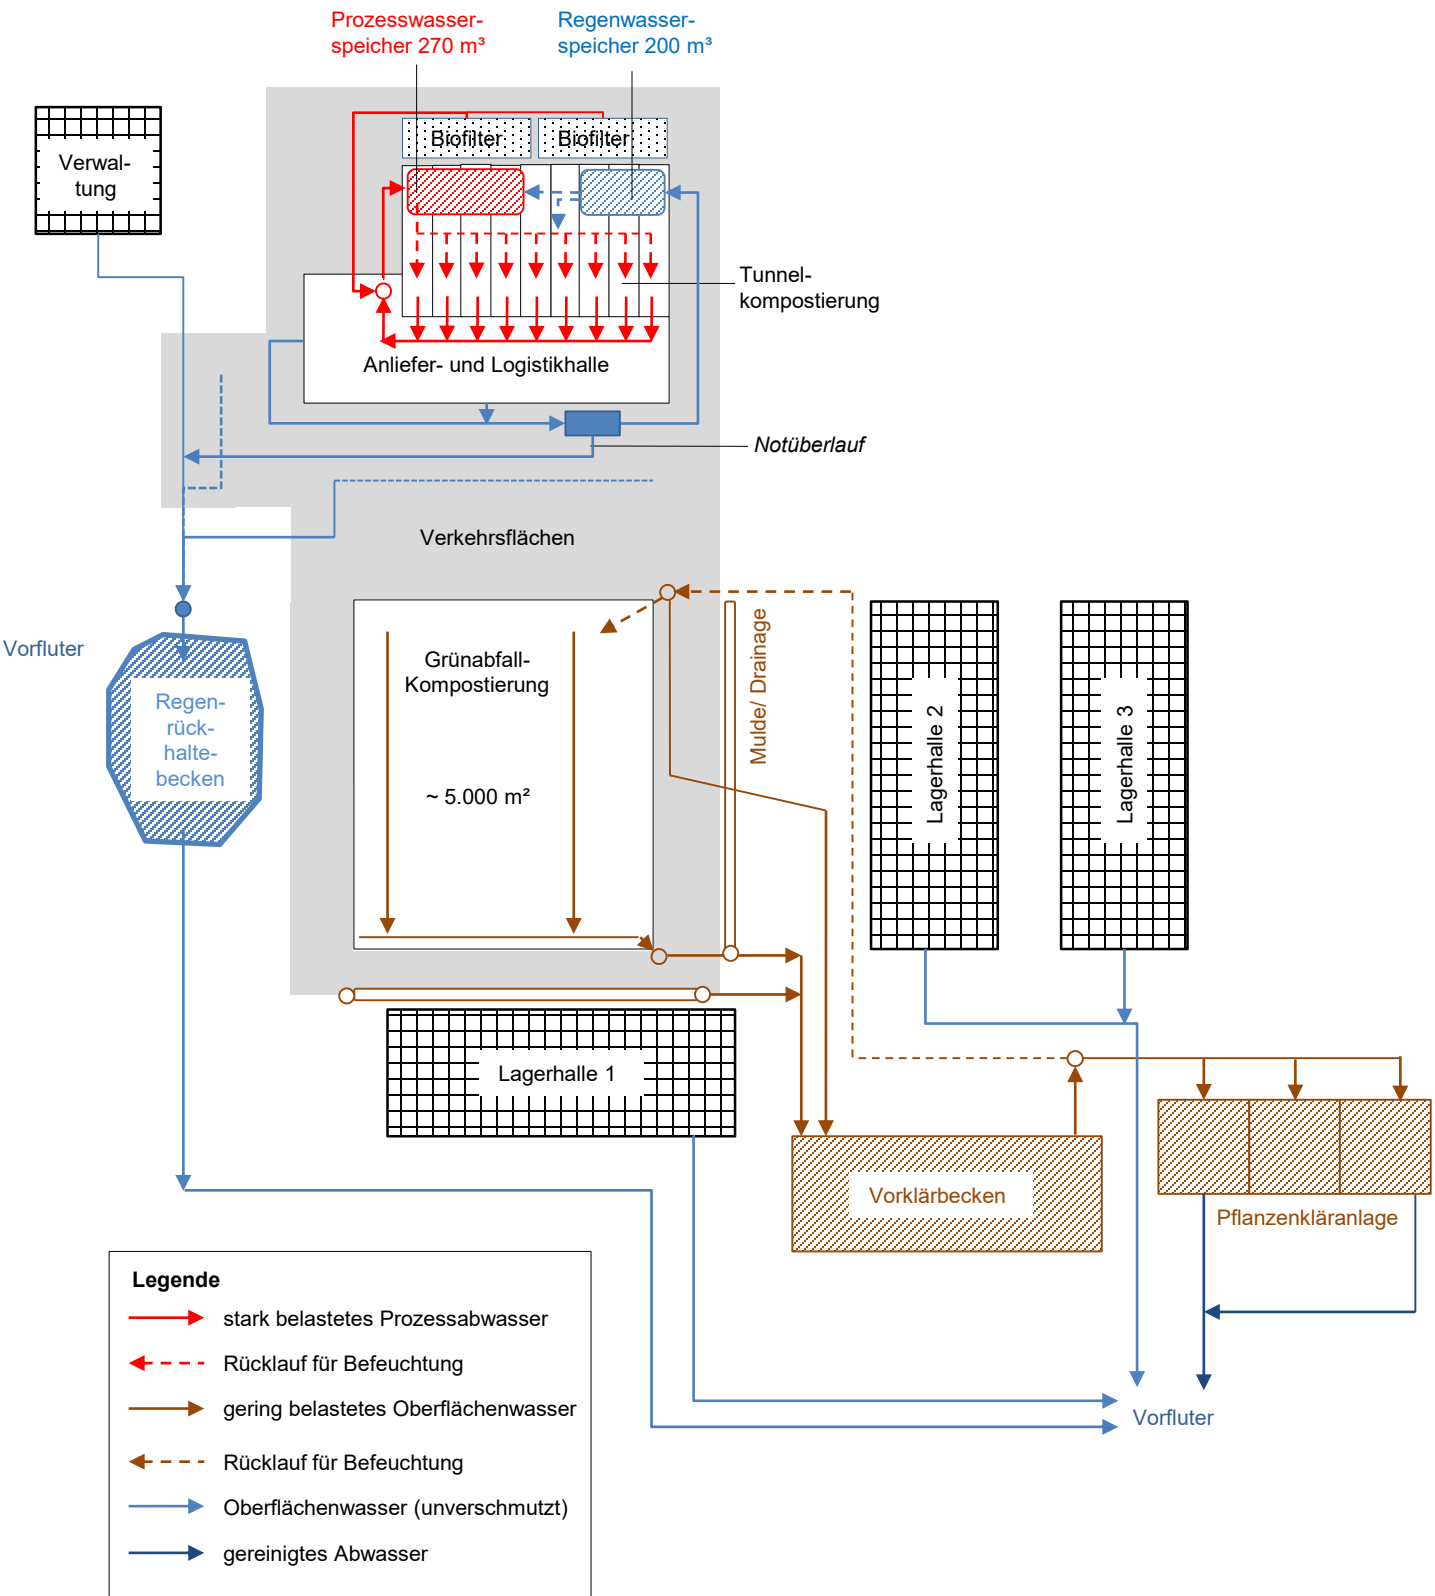 Prozesswasser-
speicher 270 m³
Regenwasser-
speicher 200 m³
Biofilter
Biofilter
Verwal-
tung
Tunnel-
kompostierung
Anliefer- und Logistikhalle
Notüberlauf
Verkehrsflächen
Vorfluter
Regen-
rück-
halte-
becken
Grünabfall-
Kompostierung
~ 5.000 m²
Mulde/ Drainage
Lagerhalle 2
Lagerhalle 3
Lagerhalle 1
Vorklärbecken
Pflanzenkläranlage
Vorfluter
Legende
stark belastetes Prozessabwasser
Rücklauf für Befeuchtung
gering belastetes Oberflächenwasser
Rücklauf für Befeuchtung
Oberflächenwasser (unverschmutzt)
gereinigtes Abwasser